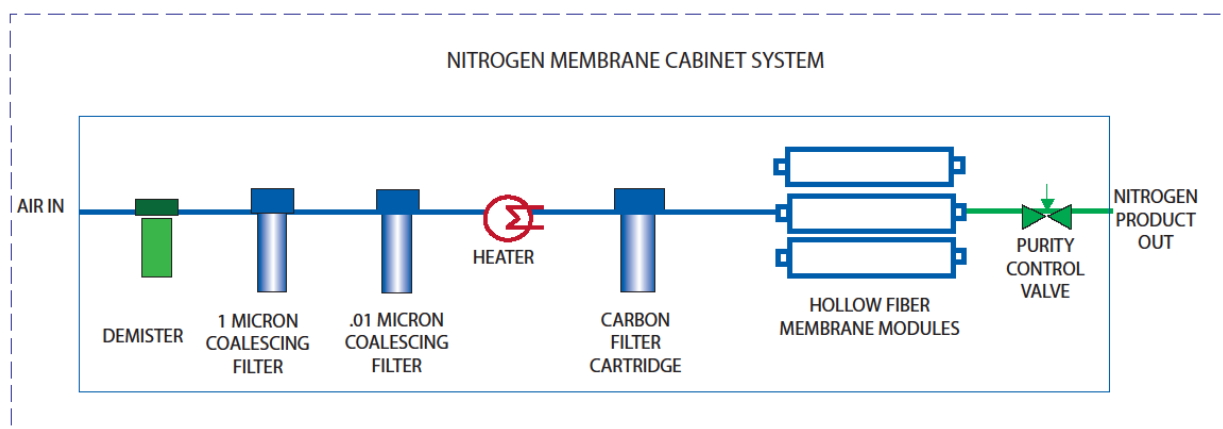 NITROGEN MEMBRANE CABINET SYSTEM
AIR IN
DEMISTER
1 MICRON
COALESCING
FILTER
.01 MICRON
COALESCING
FILTER
HEATER
CARBON
FILTER
CARTRIDGE
HOLLOW FIBER
MEMBRANE MODULES
PURITY
CONTROL
VALVE
NITROGEN
PRODUCT
OUT